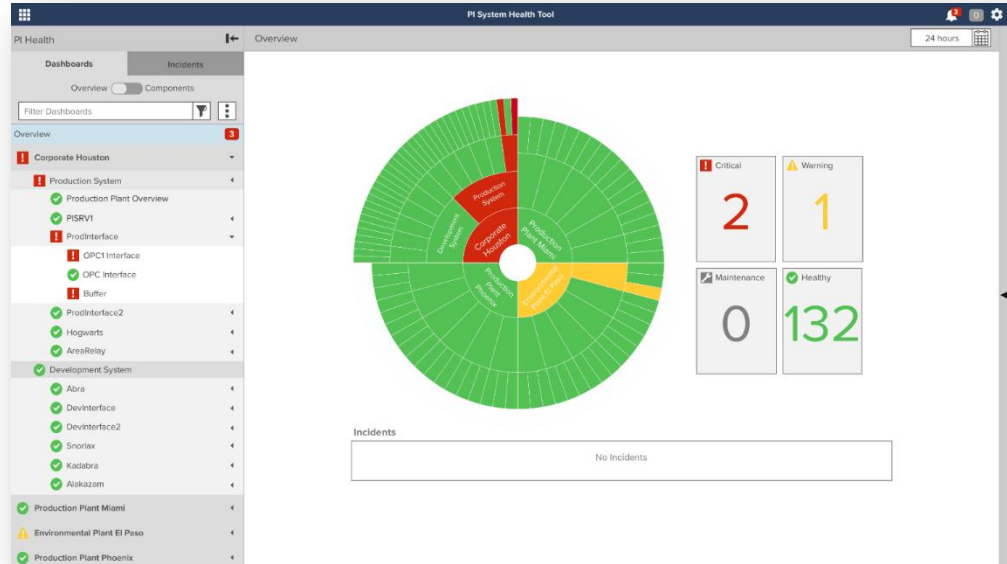 PI System Health Tool
3
0
PI Health
Overview
24 hours
Dashboards
Incidents
Overview
Components
Filter Dashboards
Overview
3
Corporate Houston
Production System
Production Plant Overview
PISRV1
ProdInterface
OPC1 Interface
OPC Interface
Buffer
ProdInterface2
Hogwarts
AreaRelay
Development System
Abra
DevInterface
DevInterface2
Snorlax
Kadabra
Alakazam
Production Plant Miami
Environmental Plant El Paso
Production Plant Phoenix
Production
System
Development
System
Corporate
Houston
Production
Plant Miami
Production
Plant
Phoenix
Environmental
Plant El Paso
Critical
2
Warning
1
Maintenance
0
Healthy
132
Incidents
No Incidents